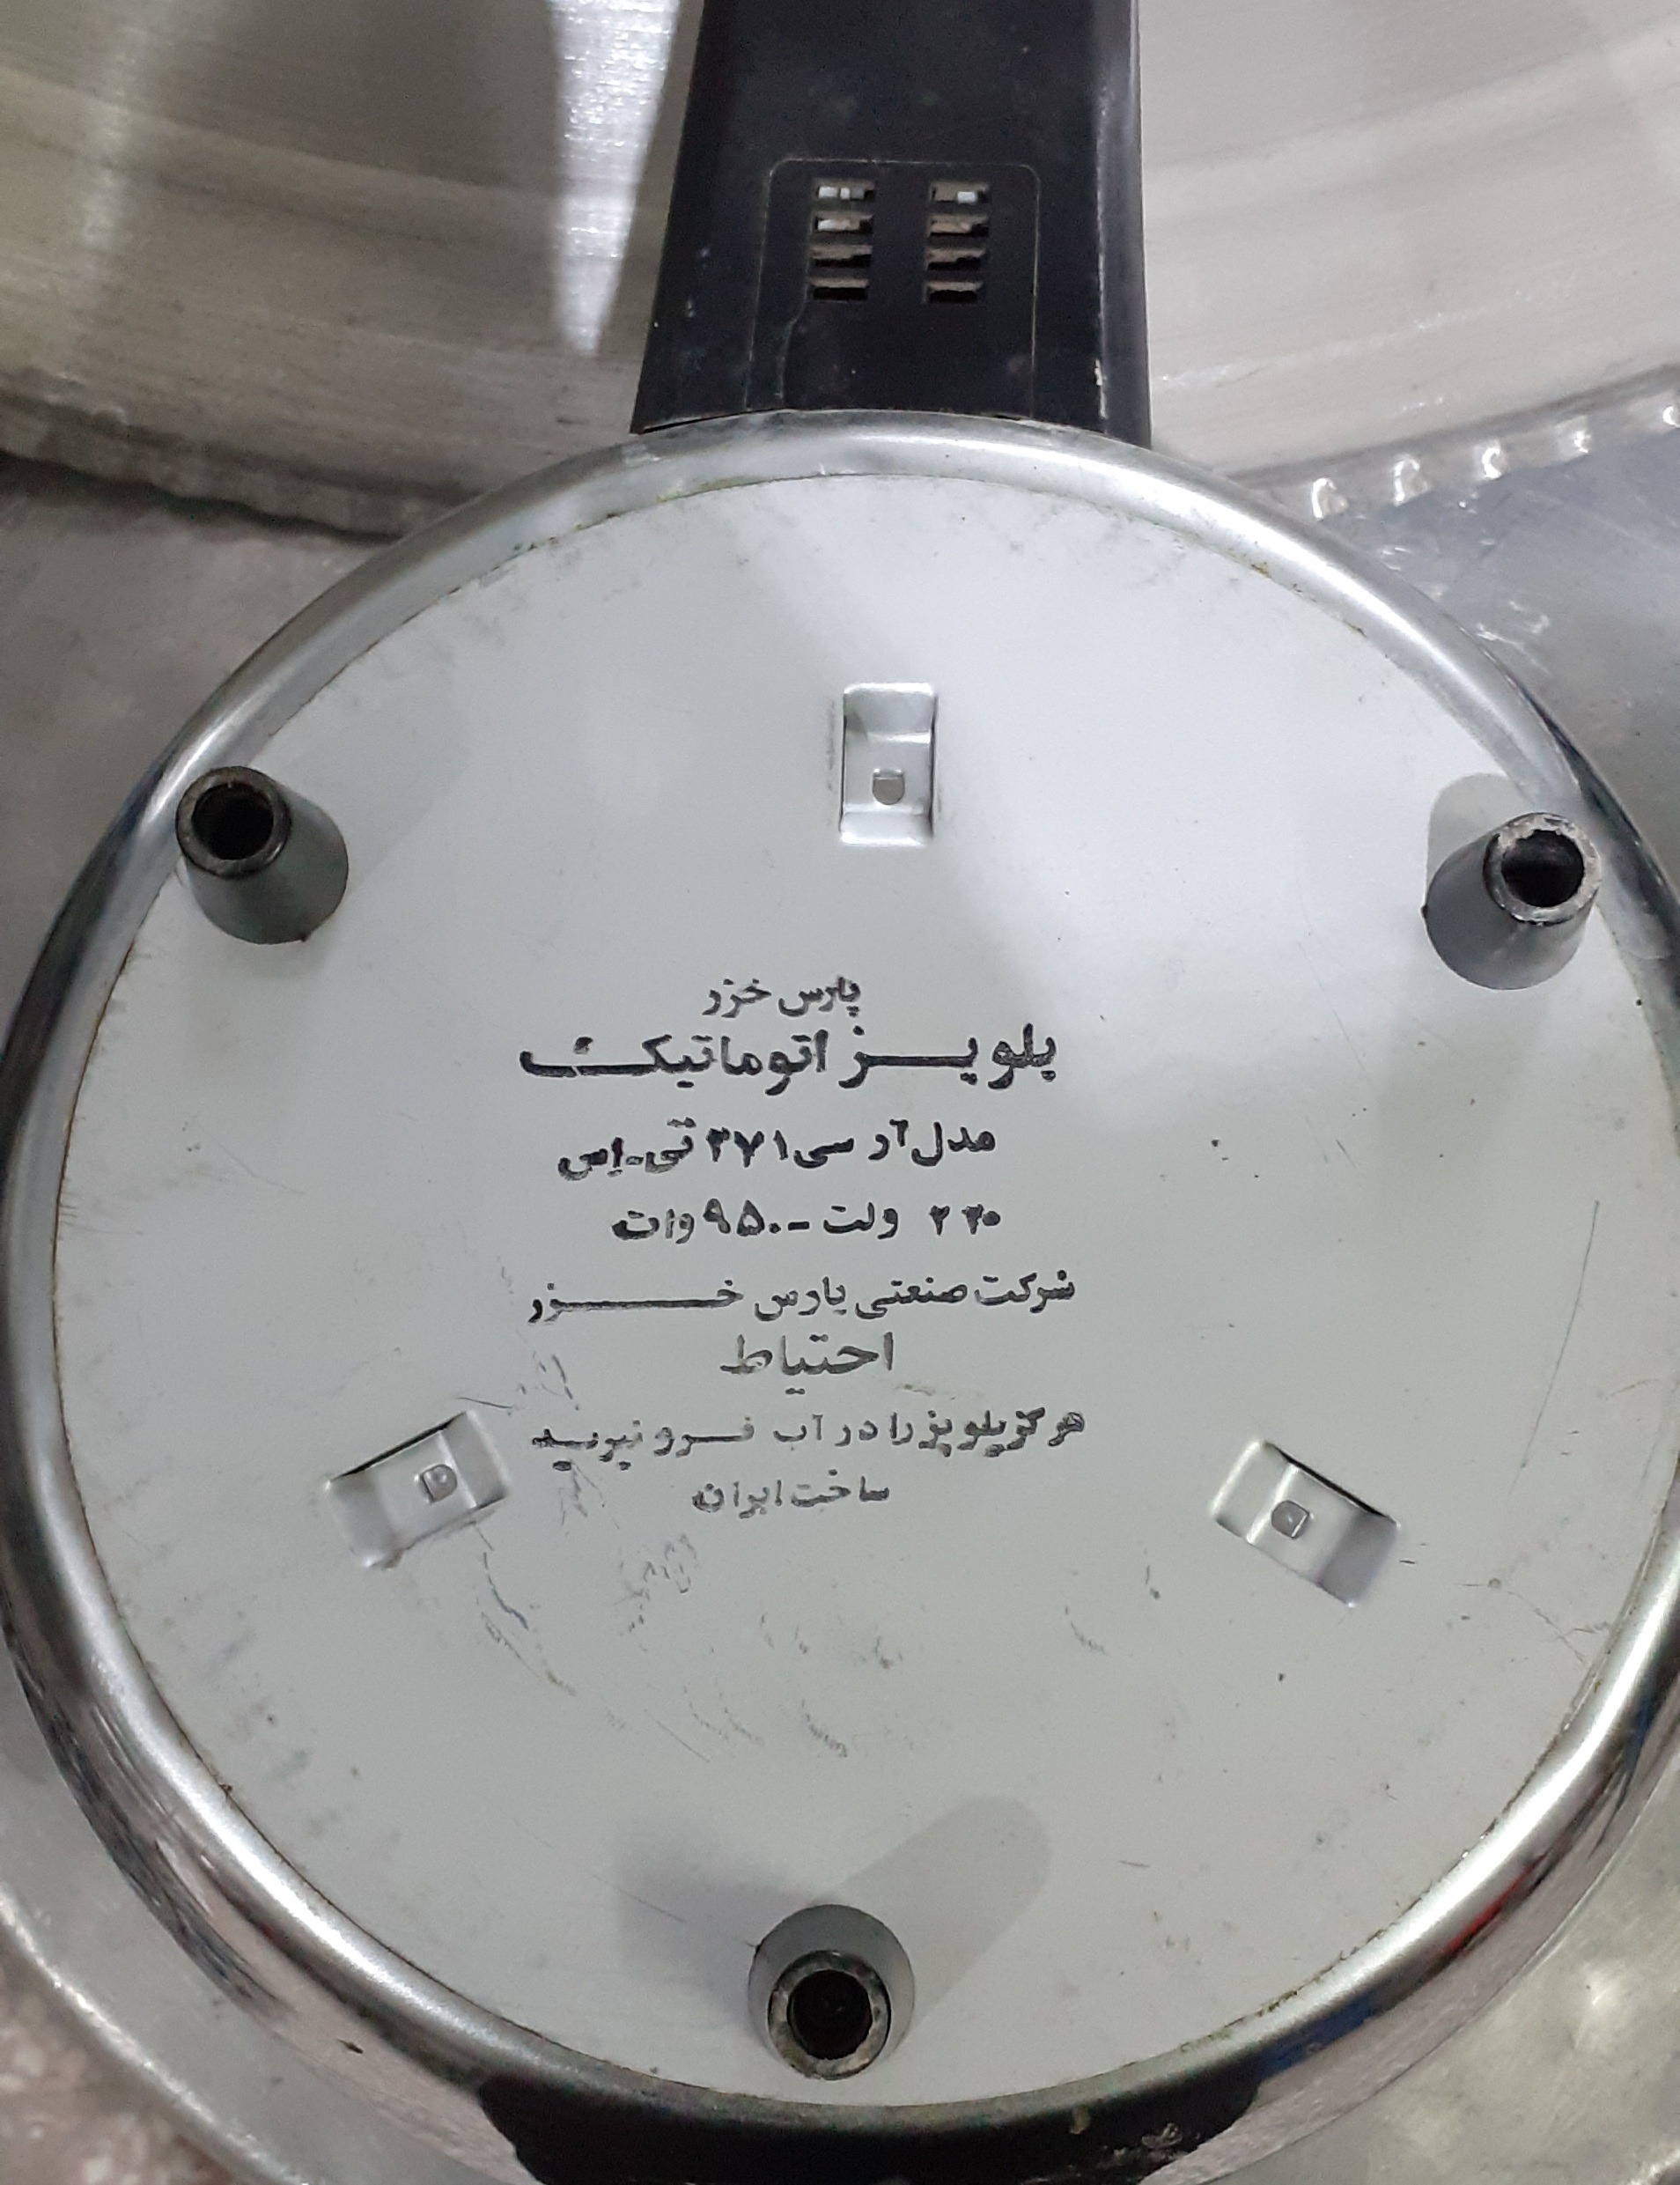 پارس خزر
پلوپز اتوماتیک
مدل آر سی ۲۷۱ تی-اس
۲۲۰ ولت - ۹۵۰ وات
شرکت صنعتی پارس خزر
احتیاط
هرگز پلوپز را در آب فرو نبرید
ساخت ایران